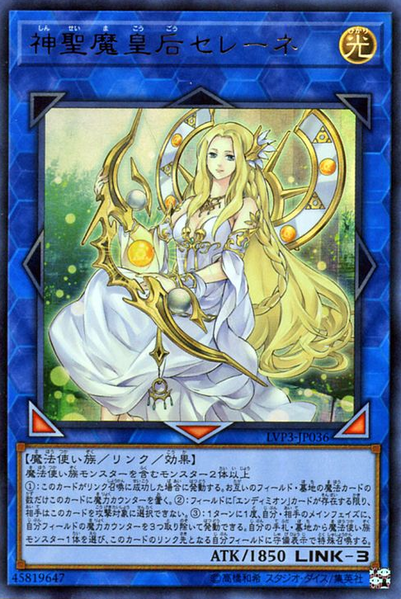 神聖魔皇后セレーネ
光
LVP3-JP036
【魔法使い族／リンク／効果】
魔法使い族モンスターを含むモンスター２体以上
①：このカードがリンク召喚に成功した場合に発動する。お互いのフィールド・墓地の魔法カードの
数だけこのカードに魔力カウンターを置く。②：フィールドに「エンディミオン」カードが存在する限り、
相手はこのカードを攻撃対象に選択できない。③：１ターンに１度、自分・相手のメインフェイズに、
自分フィールドの魔力カウンターを３つ取り除いて発動できる。自分の手札・墓地から魔法使い族
モンスター１体を選び、このカードのリンク先となる自分フィールドに守備表示で特殊召喚する。
ATK/1850 LINK-3
45819647 ©高橋和希 スタジオ・ダイス/集英社